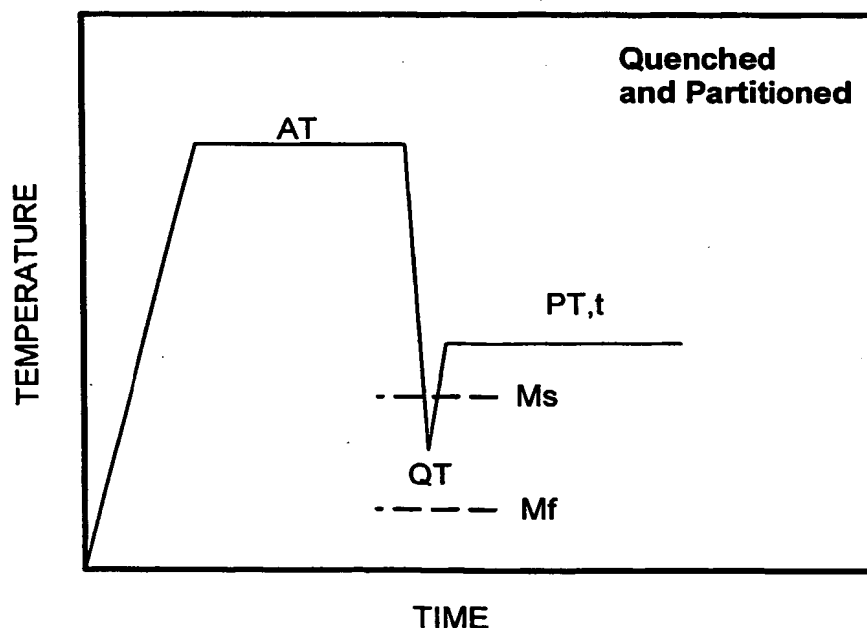 Quenched
and Partitioned
AT
TEMPERATURE
PT,t
Ms
QT
Mf
TIME